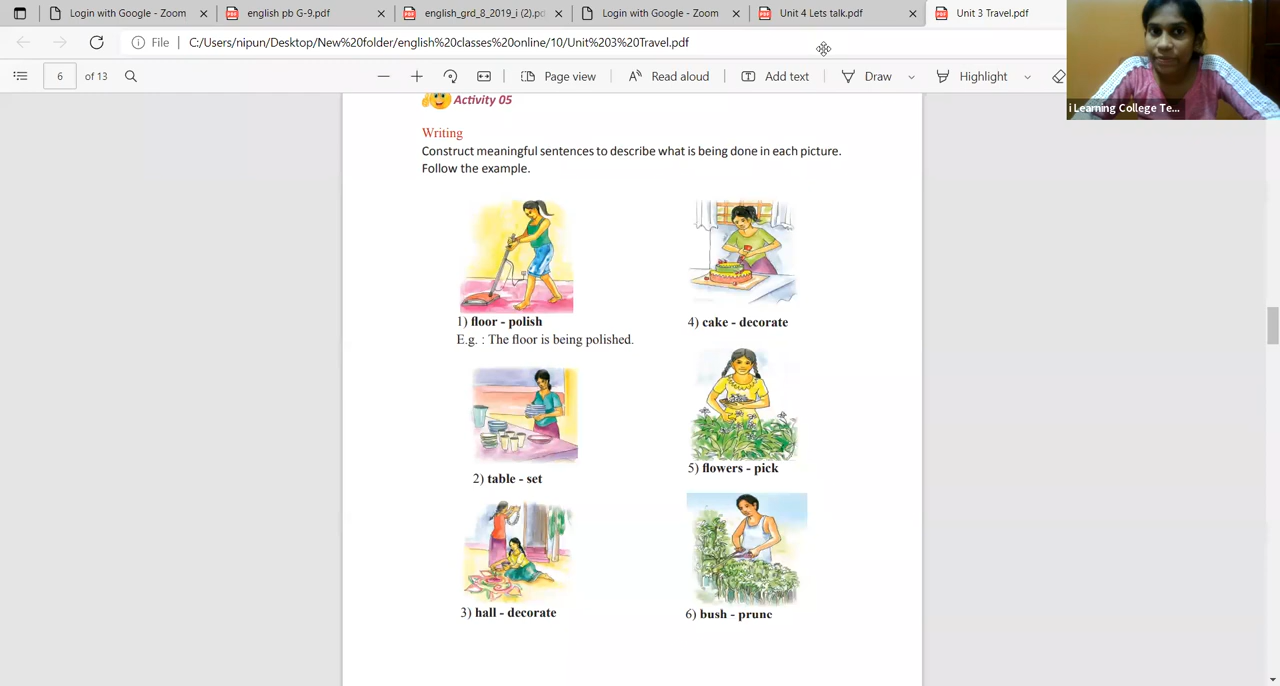 Login with Google - Zoom
english pb G-9.pdf
english_grd_8_2019_i (2).pd
Login with Google - Zoom
Unit 4 Lets talk.pdf
Unit 3 Travel.pdf
File
C:/Users/nipun/Desktop/New%20folder/english%20classes%20online/10/Unit%203%20Travel.pdf
6 of 13
Page view
Read aloud
Add text
Draw
Highlight
i Learning College Te...
Activity 05
Writing
Construct meaningful sentences to describe what is being done in each picture.
Follow the example.
1) floor - polish
E.g. : The floor is being polished.
4) cake - decorate
2) table - set
5) flowers - pick
3) hall - decorate
6) bush - prune